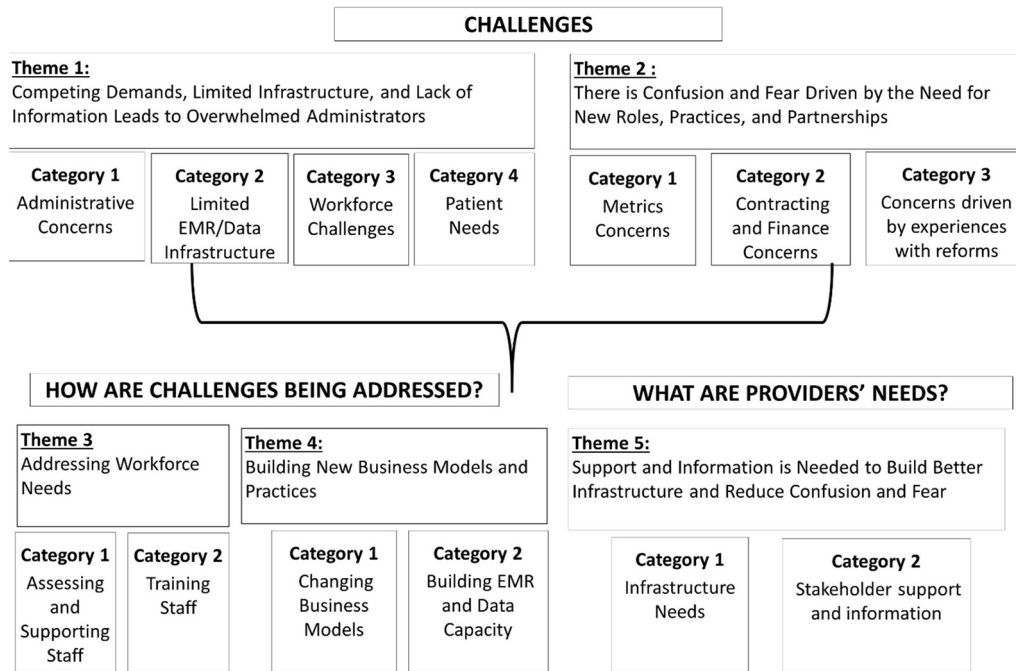 CHALLENGES
Theme 1:
Competing Demands, Limited Infrastructure, and Lack of
Information Leads to Overwhelmed Administrators
Category 1
Administrative
Concerns
Category 2
Limited
EMR/Data
Infrastructure
Category 3
Workforce
Challenges
Category 4
Patient
Needs
Theme 2 :
There is Confusion and Fear Driven by the Need for
New Roles, Practices, and Partnerships
Category 1
Metrics
Concerns
Category 2
Contracting
and Finance
Concerns
Category 3
Concerns driven
by experiences
with reforms
HOW ARE CHALLENGES BEING ADDRESSED?
Theme 3
Addressing Workforce
Needs
Category 1
Assessing
and
Supporting
Staff
Category 2
Training
Staff
Theme 4:
Building New Business Models and
Practices
Category 1
Changing
Business
Models
Category 2
Building EMR
and Data
Capacity
WHAT ARE PROVIDERS’ NEEDS?
Theme 5:
Support and Information is Needed to Build Better
Infrastructure and Reduce Confusion and Fear
Category 1
Infrastructure
Needs
Category 2
Stakeholder support
and information